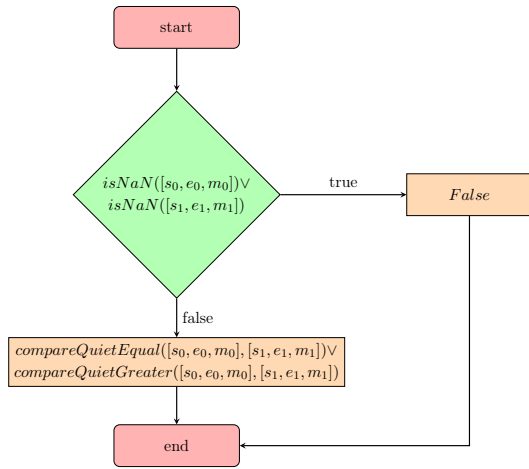 start
isNaN([s₀, e₀, m₀])∨
isNaN([s₁, e₁, m₁])
true
False
false
compareQuietEqual([s₀, e₀, m₀], [s₁, e₁, m₁])∨
compareQuietGreater([s₀, e₀, m₀], [s₁, e₁, m₁])
end